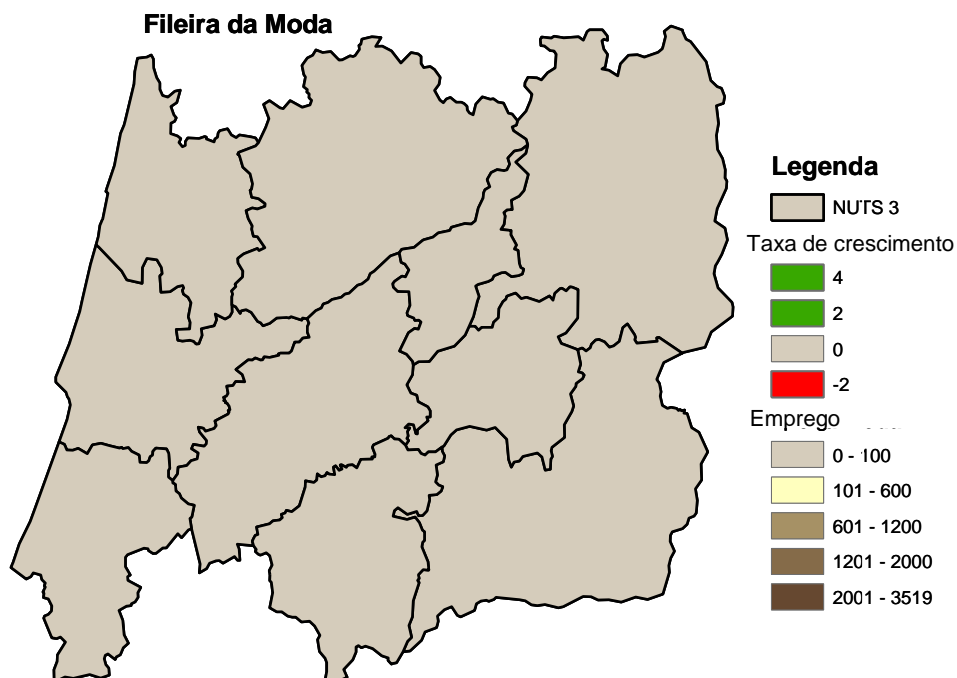 Fileira da Moda
Legenda
NUTS 3
Taxa de crescimento
4
2
0
-2
Emprego
0 - 100
101 - 600
601 - 1200
1201 - 2000
2001 - 3519